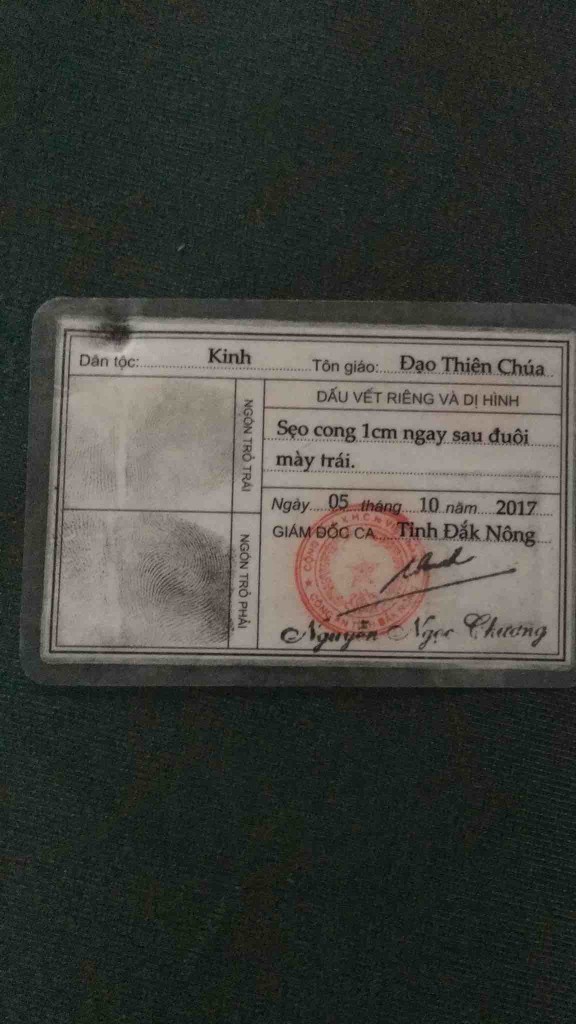 Dân tộc: Kinh Tôn giáo: Đạo Thiên Chúa
NGÓN TRỎ TRÁI
NGÓN TRỎ PHẢI
DẤU VẾT RIÊNG VÀ DỊ HÌNH
Sẹo cong 1cm ngay sau đuôi
mày trái.
Ngày 05 tháng 10 năm 2017
GIÁM ĐỐC CA Tỉnh Đắk Nông
Nguyễn Ngọc Chương